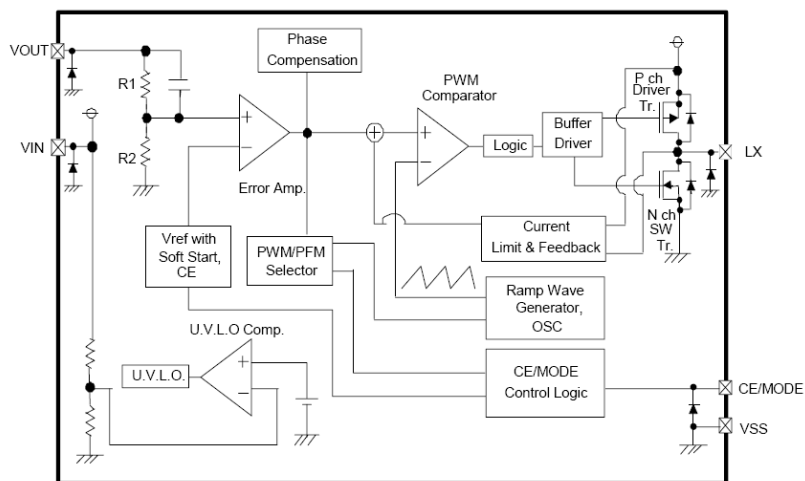 Phase
Compensation
VOUT
R1
R2
VIN
Error Amp.
PWM
Comparator
Logic
Buffer
Driver
P ch
Driver
Tr.
LX
N ch
SW
Tr.
Current
Limit & Feedback
Vref with
Soft Start,
CE
PWM/PFM
Selector
Ramp Wave
Generator,
OSC
U.V.L.O Comp.
U.V.L.O.
CE/MODE
Control Logic
CE/MODE
VSS